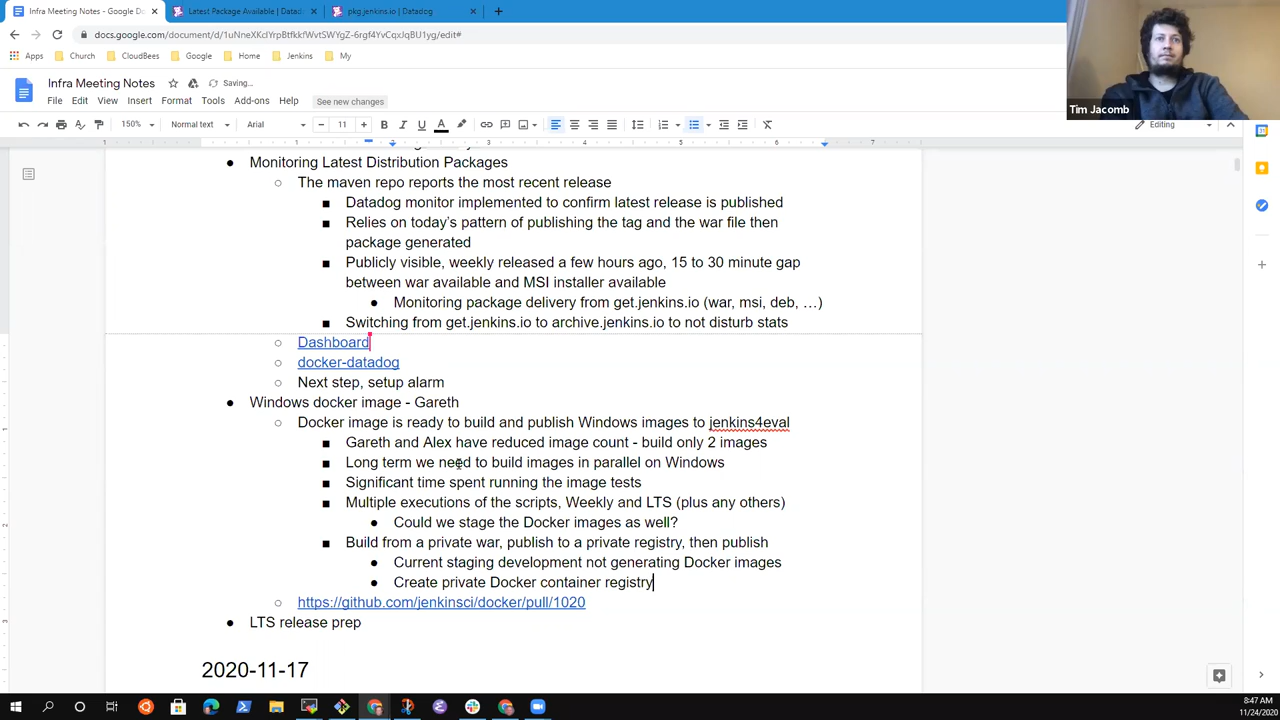 Infra Meeting Notes - Google Do
Latest Package Available | Datad
pkg.jenkins.io | Datadog
docs.google.com/document/d/1uNneXKcIYrpBtfkkfWvtSWYgZ-6rgf4YvCqxJqBU1yg/edit#
Apps Church CloudBees Google Home Jenkins My
Infra Meeting Notes Saving...
File Edit View Insert Format Tools Add-ons Help See new changes
150% Normal text Arial 11 Editing
Tim Jacomb
Monitoring Latest Distribution Packages
The maven repo reports the most recent release
Datadog monitor implemented to confirm latest release is published
Relies on today's pattern of publishing the tag and the war file then
package generated
Publicly visible, weekly released a few hours ago, 15 to 30 minute gap
between war available and MSI installer available
Monitoring package delivery from get.jenkins.io (war, msi, deb, …)
Switching from get.jenkins.io to archive.jenkins.io to not disturb stats
Dashboard
docker-datadog
Next step, setup alarm
Windows docker image - Gareth
Docker image is ready to build and publish Windows images to jenkins4eval
Gareth and Alex have reduced image count - build only 2 images
Long term we need to build images in parallel on Windows
Significant time spent running the image tests
Multiple executions of the scripts, Weekly and LTS (plus any others)
Could we stage the Docker images as well?
Build from a private war, publish to a private registry, then publish
Current staging development not generating Docker images
Create private Docker container registry
https://github.com/jenkinsci/docker/pull/1020
LTS release prep
2020-11-17
8:47 AM
11/24/2020